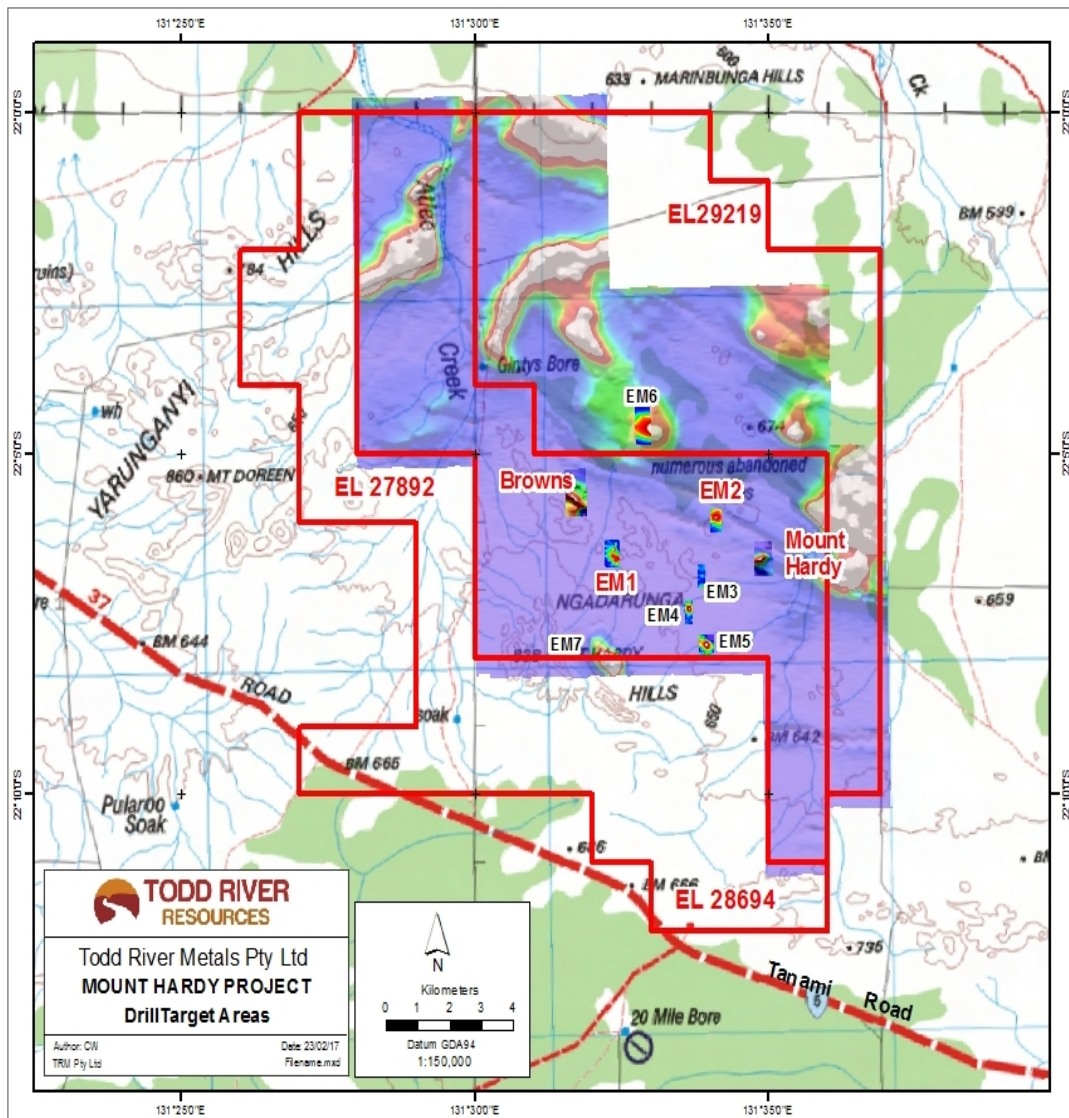 131°25'0"E
131°30'0"E
131°35'0"E
600
633 • MARINBUNGA HILLS
Ck
22°0'0"S
22°0'0"S
EL29219
BM 599
Creek
HILLS
784
Gintys Bore
EM6
wh
YARUNGANYI
674
22°5'0"S
22°5'0"S
numerous abandoned
860 • MT DOREEN
EL 27892
Browns
EM2
Mount
Hardy
EM1
EM3
NGADARUNGA
EM4
659
37
EM7
EM5
BM 644
ROAD
HILLS
650
soak
BM 642
BM 665
22°10'0"S
22°10'0"S
Pularoo
Soak
686
BM 666
EL 28694
735
TODD RIVER
RESOURCES
Todd River Metals Pty Ltd
MOUNT HARDY PROJECT
DrillTarget Areas
Author: CW
Date: 23/02/17
TRM Pty Ltd
Filename.mxd
N
Kilometers
0 1 2 3 4
Datum GDA94
1:150,000
Tanami Road
5
20 Mile Bore
131°25'0"E
131°30'0"E
131°35'0"E